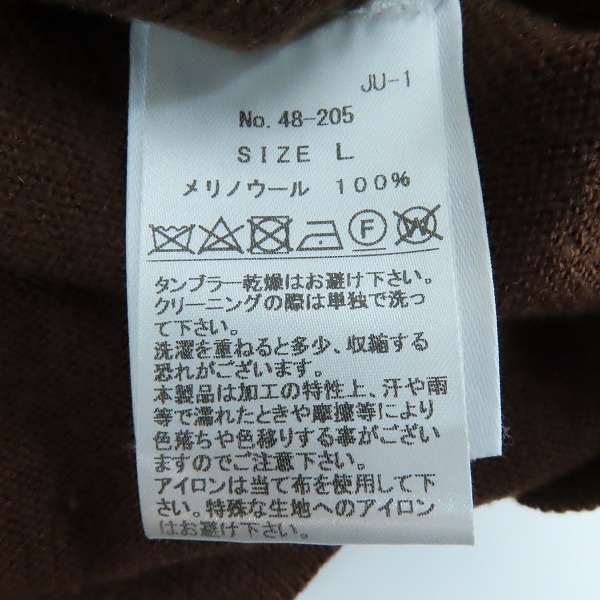 JU-1
No. 48-205
SIZE L
メリノウール 100%
F W
タンブラー乾燥はお避け下さい。
クリーニングの際は単独で洗っ
て下さい。
洗濯を重ねると多少、収縮する
恐れがございます。
本製品は加工の特性上、汗や雨
等で濡れたときや摩擦等により
色落ちや色移りする事がござい
ますのでご注意下さい。
アイロンは当て布を使用して下
さい。特殊な生地へのアイロン
はお避け下さい。